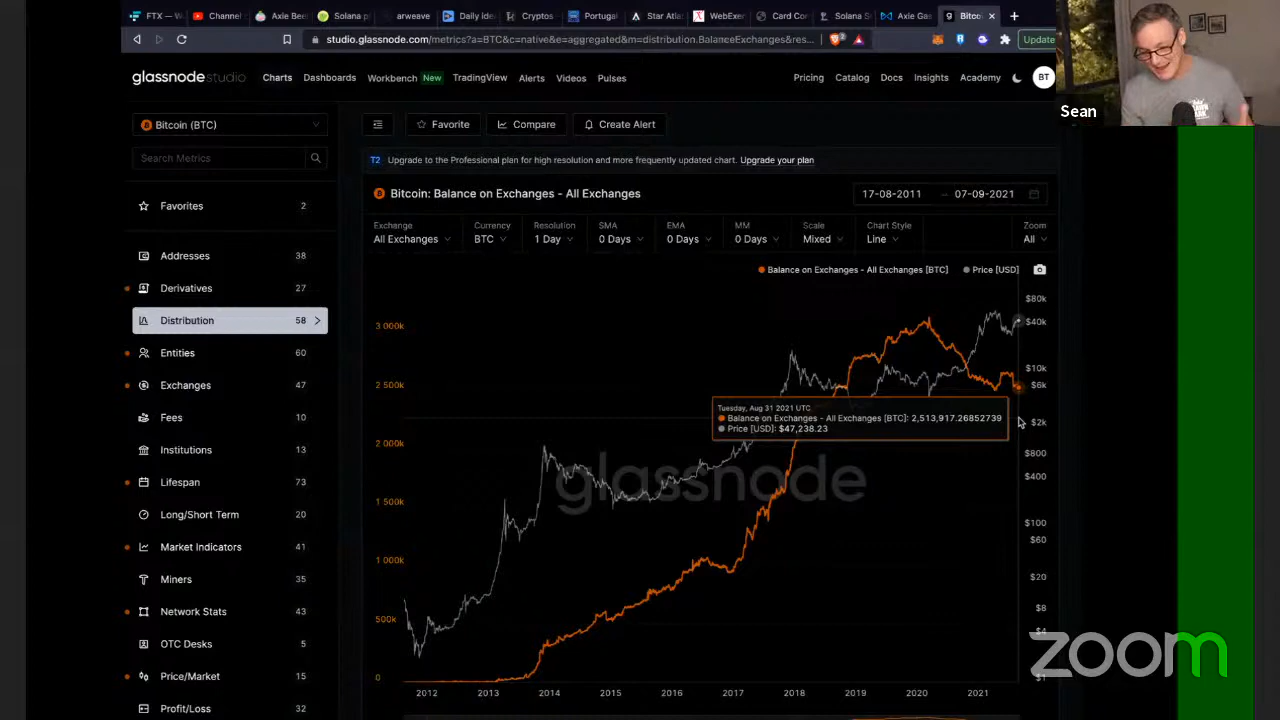 FTX — W
Channel
Axie Bee
Solana p
arweave
Daily Ide
Cryptos
Portugal
Star Atla
WebExer
Card Con
Solana S
Axie Gas
Bitco
studio.glassnode.com/metrics?a=BTC&c=native&e=aggregated&m=distribution.BalanceExchanges&res...
2
Update
glassnodestudio
Charts
Dashboards
Workbench New
TradingView
Alerts
Videos
Pulses
Pricing
Catalog
Docs
Insights
Academy
BT
Sean
Bitcoin (BTC)
Favorite
Compare
Create Alert
Search Metrics
T2 Upgrade to the Professional plan for high resolution and more frequently updated chart. Upgrade your plan
Bitcoin: Balance on Exchanges - All Exchanges
17-08-2011 → 07-09-2021
Favorites 2
Addresses 38
Derivatives 27
Distribution 58
Entities 60
Exchanges 47
Fees 10
Institutions 13
Lifespan 73
Long/Short Term 20
Market Indicators 41
Miners 35
Network Stats 43
OTC Desks 5
Price/Market 15
Profit/Loss 32
Exchange
All Exchanges
Currency
BTC
Resolution
1 Day
SMA
0 Days
EMA
0 Days
MM
0 Days
Scale
Mixed
Chart Style
Line
Zoom
All
Balance on Exchanges - All Exchanges [BTC]
Price [USD]
3 000k
2 500k
2 000k
1 500k
1 000k
500k
0
$80k
$40k
$10k
$6k
$2k
$800
$400
$100
$60
$20
$8
$4
$1
Tuesday, Aug 31 2021 UTC
Balance on Exchanges - All Exchanges [BTC]: 2,513,917.26852739
Price [USD]: $47,238.23
glassnode
2012 2013 2014 2015 2016 2017 2018 2019 2020 2021
zoom